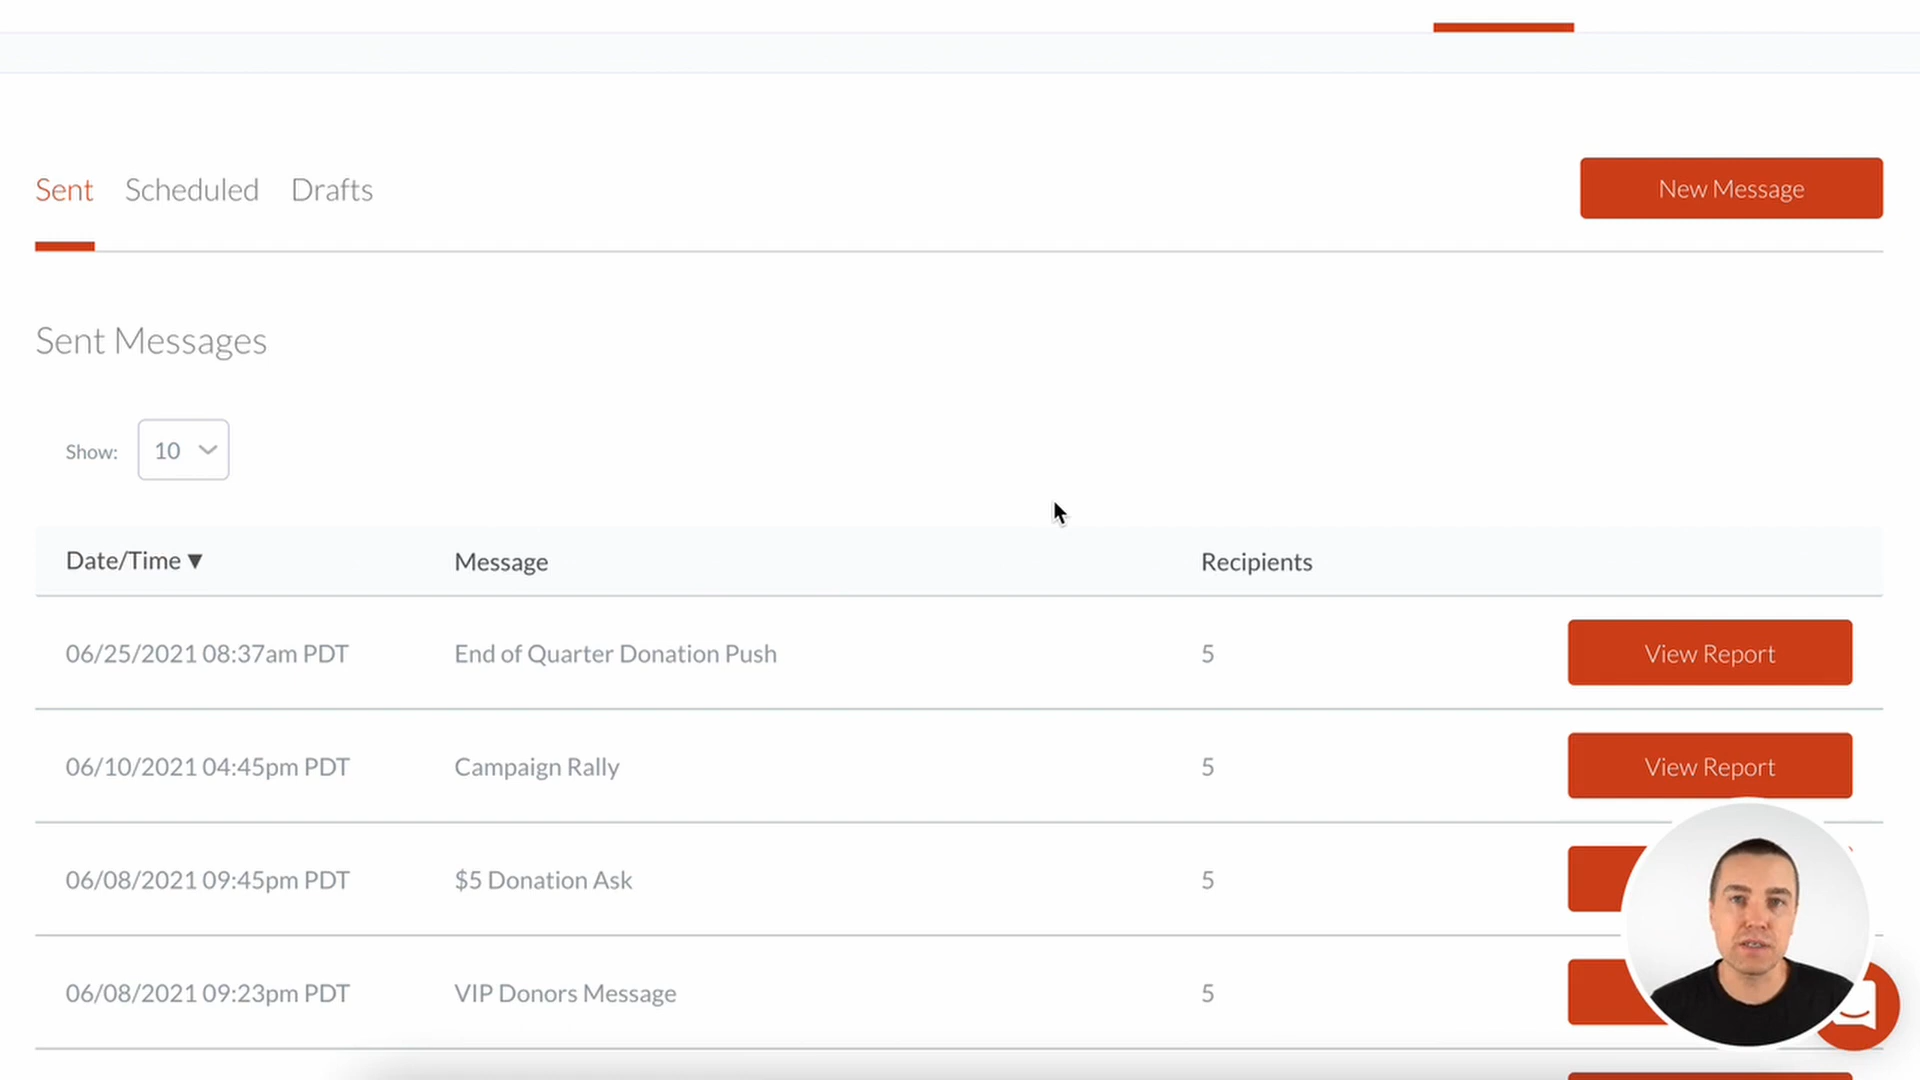 Sent Scheduled Drafts New Message
Sent Messages
Show: 10
Date/Time ▼ Message Recipients
06/25/2021 08:37am PDT End of Quarter Donation Push 5 View Report
06/10/2021 04:45pm PDT Campaign Rally 5 View Report
06/08/2021 09:45pm PDT $5 Donation Ask 5
06/08/2021 09:23pm PDT VIP Donors Message 5